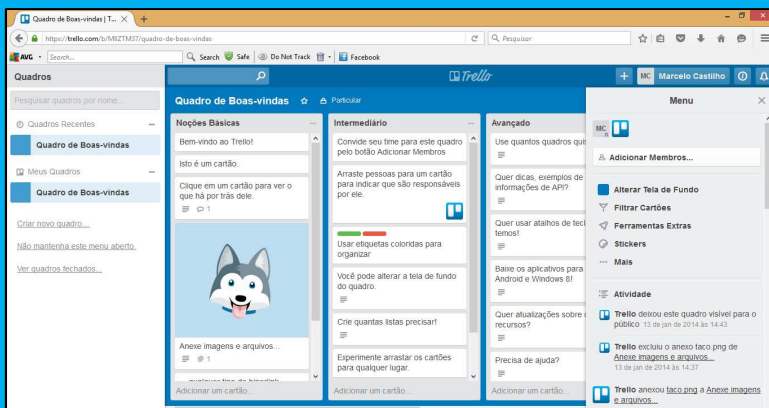 Quadro de Boas-vindas | T...
https://trello.com/b/MIIZTM37/quadro-de-boas-vindas
Pesquisar
AVG
Search...
Search
Safe
Do Not Track
Facebook
Quadros
Trello
MC Marcelo Castilho
Pesquisar quadros por nome...
Quadros Recentes
Quadro de Boas-vindas
Meus Quadros
Quadro de Boas-vindas
Criar novo quadro...
Não mantenha este menu aberto.
Ver quadros fechados...
Quadro de Boas-vindas
Particular
Noções Básicas
Bem-vindo ao Trello!
Isto é um cartão.
Clique em um cartão para ver o
que há por trás dele.
1
Anexe imagens e arquivos...
1
Adicionar um cartão...
Intermediário
Convide seu time para este quadro
pelo botão Adicionar Membros
Arraste pessoas para um cartão
para indicar que são responsáveis
por ele.
Usar etiquetas coloridas para
organizar
Você pode alterar a tela de fundo
do quadro.
Crie quantas listas precisar!
Experimente arrastar os cartões
para qualquer lugar.
Adicionar um cartão...
Avançado
Use quantos quadros quis
Quer dicas, exemplos de
informações de API?
Quer usar atalhos de tecl
temos!
Baixe os aplicativos para
Android e Windows 8!
Quer atualizações sobre
recursos?
Precisa de ajuda?
Adicionar um cartão...
Menu
MC
Adicionar Membros...
Alterar Tela de Fundo
Filtrar Cartões
Ferramentas Extras
Stickers
Mais
Atividade
Trello deixou este quadro visível para o
público 13 de jan de 2014 às 14:43
Trello excluiu o anexo taco.png de
Anexe imagens e arquivos...
13 de jan de 2014 às 14:37
Trello anexou taco.png a Anexe imagens
e arquivos...